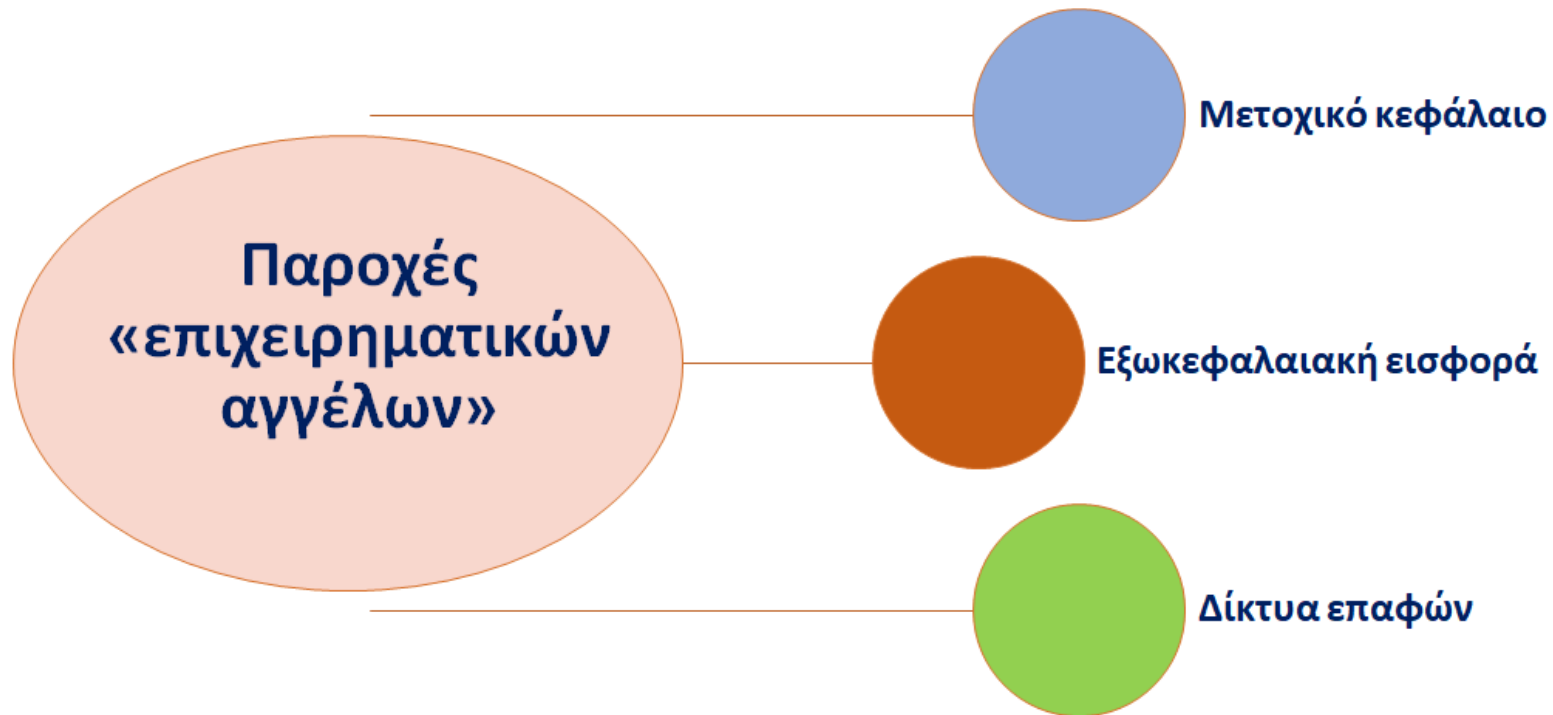 Παροχές
«επιχειρηματικών
αγγέλων»
Μετοχικό κεφάλαιο
Εξωκεφαλαιακή εισφορά
Δίκτυα επαφών